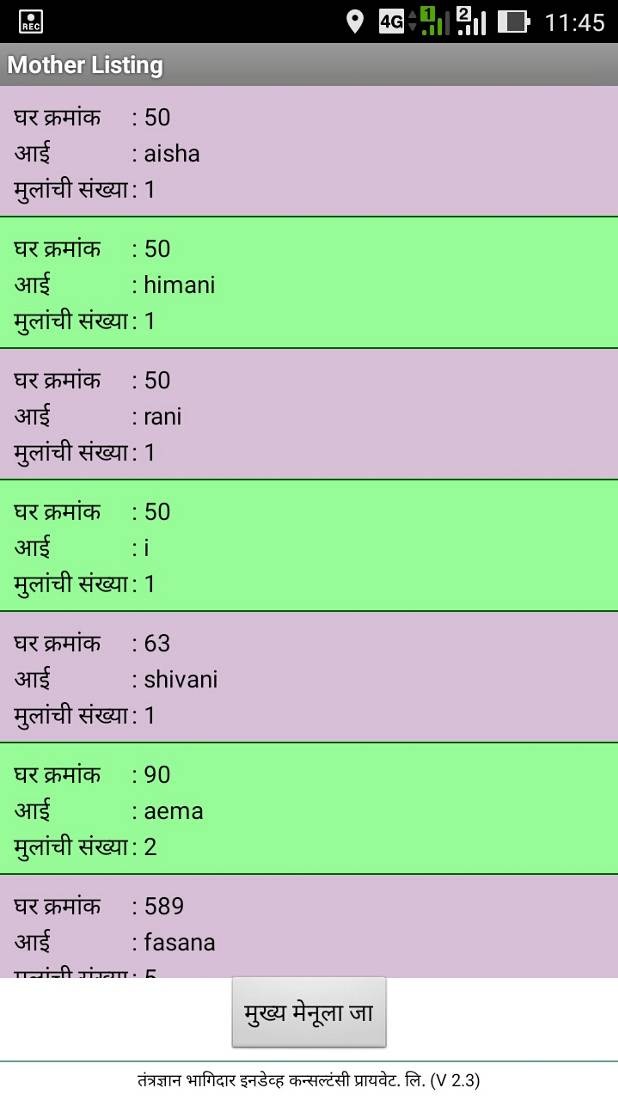 REC
4G 1 2 11:45
Mother Listing
घर क्रमांक : 50
आई : aisha
मुलांची संख्या : 1
घर क्रमांक : 50
आई : himani
मुलांची संख्या : 1
घर क्रमांक : 50
आई : rani
मुलांची संख्या : 1
घर क्रमांक : 50
आई : i
मुलांची संख्या : 1
घर क्रमांक : 63
आई : shivani
मुलांची संख्या : 1
घर क्रमांक : 90
आई : aema
मुलांची संख्या : 2
घर क्रमांक : 589
आई : fasana
मुलांची संख्या : 5
मुख्य मेनूला जा
तंत्रज्ञान भागिदार इनडेव्ह कन्सल्टंसी प्रायवेट. लि. (V 2.3)